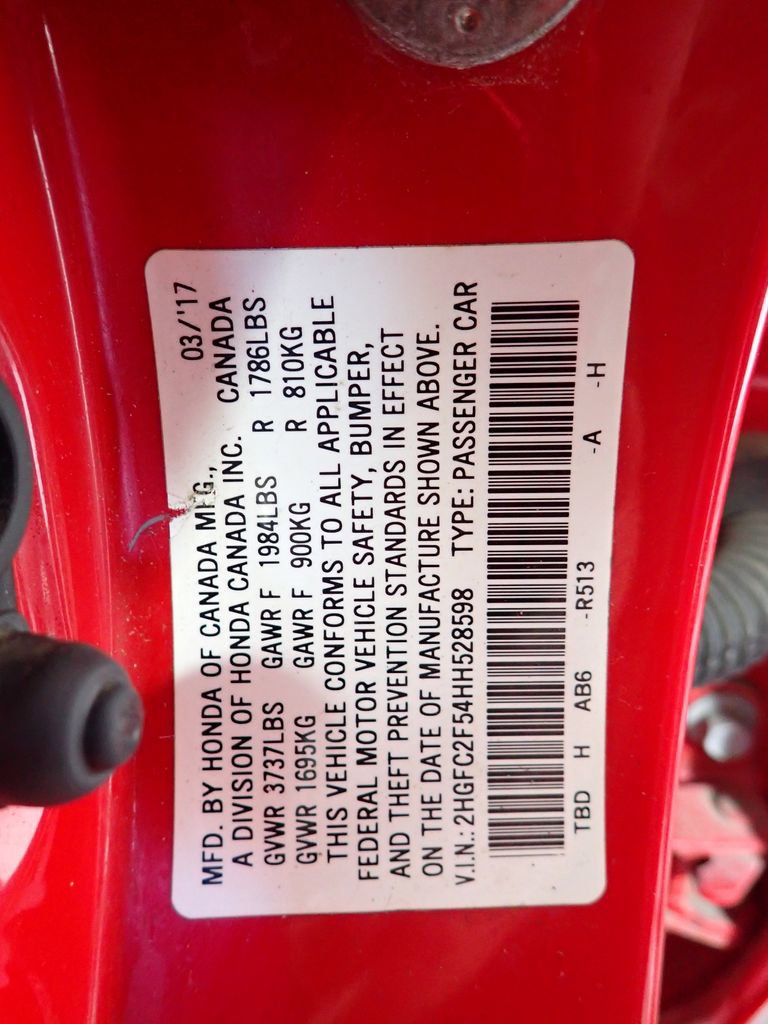 MFD. BY HONDA OF CANADA MFG., 03/'17
A DIVISION OF HONDA CANADA INC. CANADA
GVWR 3737LBS GAWR F 1984LBS R 1786LBS
GVWR 1695KG GAWR F 900KG R 810KG
THIS VEHICLE CONFORMS TO ALL APPLICABLE
FEDERAL MOTOR VEHICLE SAFETY, BUMPER,
AND THEFT PREVENTION STANDARDS IN EFFECT
ON THE DATE OF MANUFACTURE SHOWN ABOVE.
V.I.N.: 2HGFC2F54HH528598 TYPE: PASSENGER CAR
TBD H AB6 -R513 -A -H